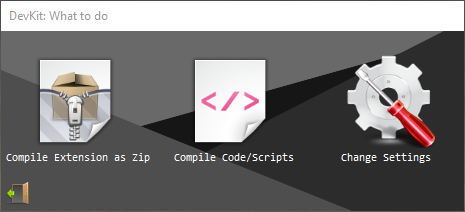 DevKit: What to do
</>
Compile Extension as Zip
Compile Code/Scripts
Change Settings